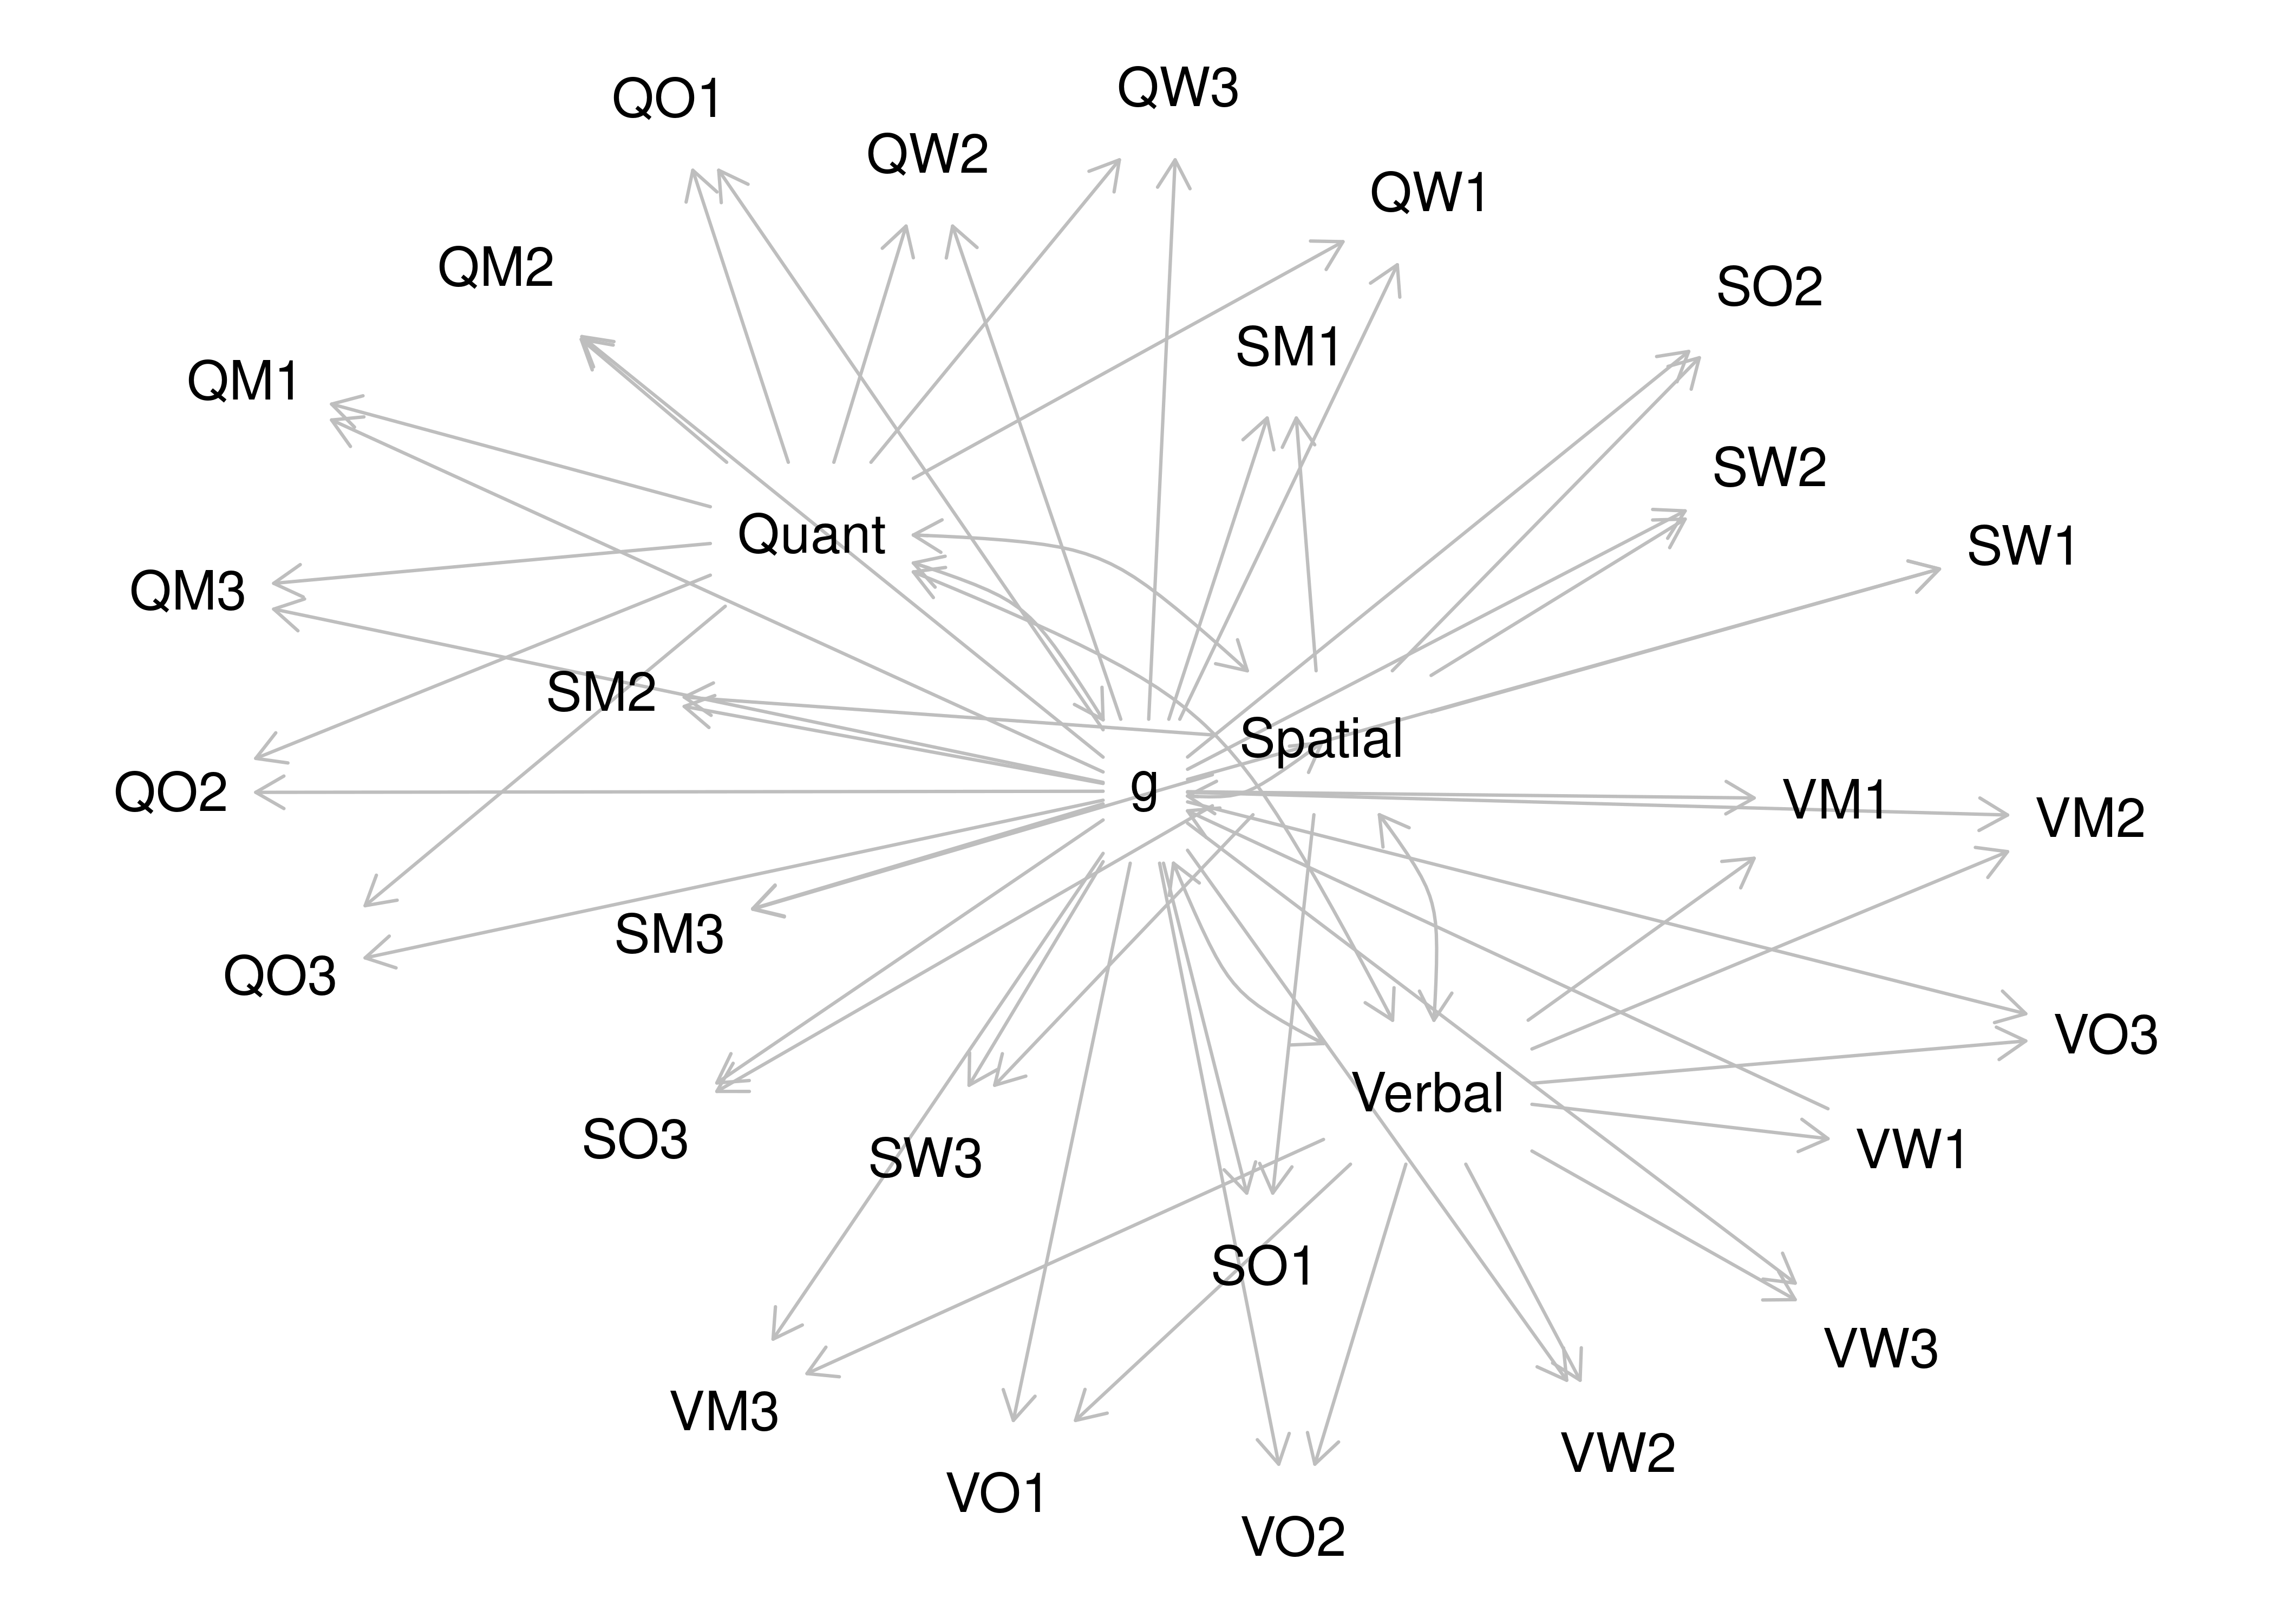 QW3
QO1
QW2
QW1
QM2
SO2
SM1
QM1
SW2
Quant
SW1
QM3
SM2
Spatial
g
QO2
VM1
VM2
SM3
QO3
VO3
Verbal
SO3
VW1
SW3
SO1
VW3
VM3
VW2
VO1
VO2